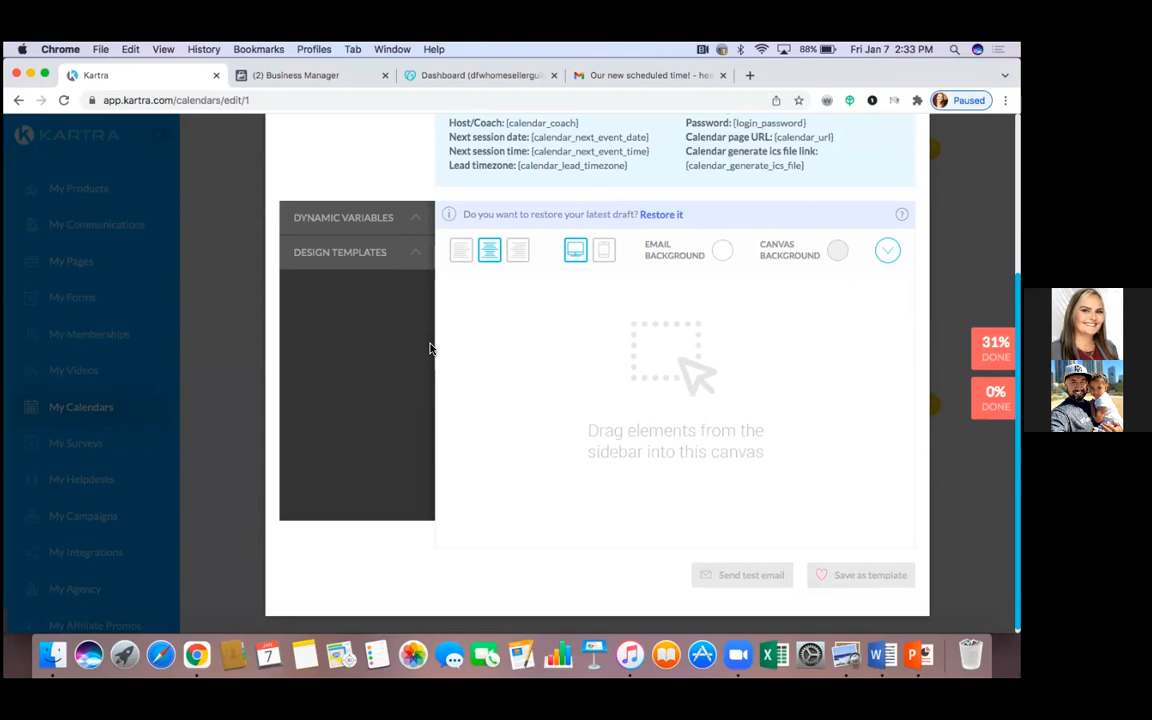 Chrome File Edit View History Bookmarks Profiles Tab Window Help
88% Fri Jan 7 2:33 PM
Kartra
(2) Business Manager
Dashboard (dfwhomesellergui
Our new scheduled time! - he
app.kartra.com/calendars/edit/1
Paused
KARTRA
My Products
My Communications
My Pages
My Forms
My Memberships
My Videos
My Calendars
My Surveys
My Helpdesks
My Campaigns
My Integrations
My Agency
My Affiliate Promos
Host/Coach: {calendar_coach}
Next session date: {calendar_next_event_date}
Next session time: {calendar_next_event_time}
Lead timezone: {calendar_lead_timezone}
Password: {login_password}
Calendar page URL: {calendar_url}
Calendar generate ics file link:
{calendar_generate_ics_file}
DYNAMIC VARIABLES
DESIGN TEMPLATES
Do you want to restore your latest draft? Restore it
EMAIL
BACKGROUND
CANVAS
BACKGROUND
Drag elements from the
sidebar into this canvas
Send test email
Save as template
31%
DONE
0%
DONE